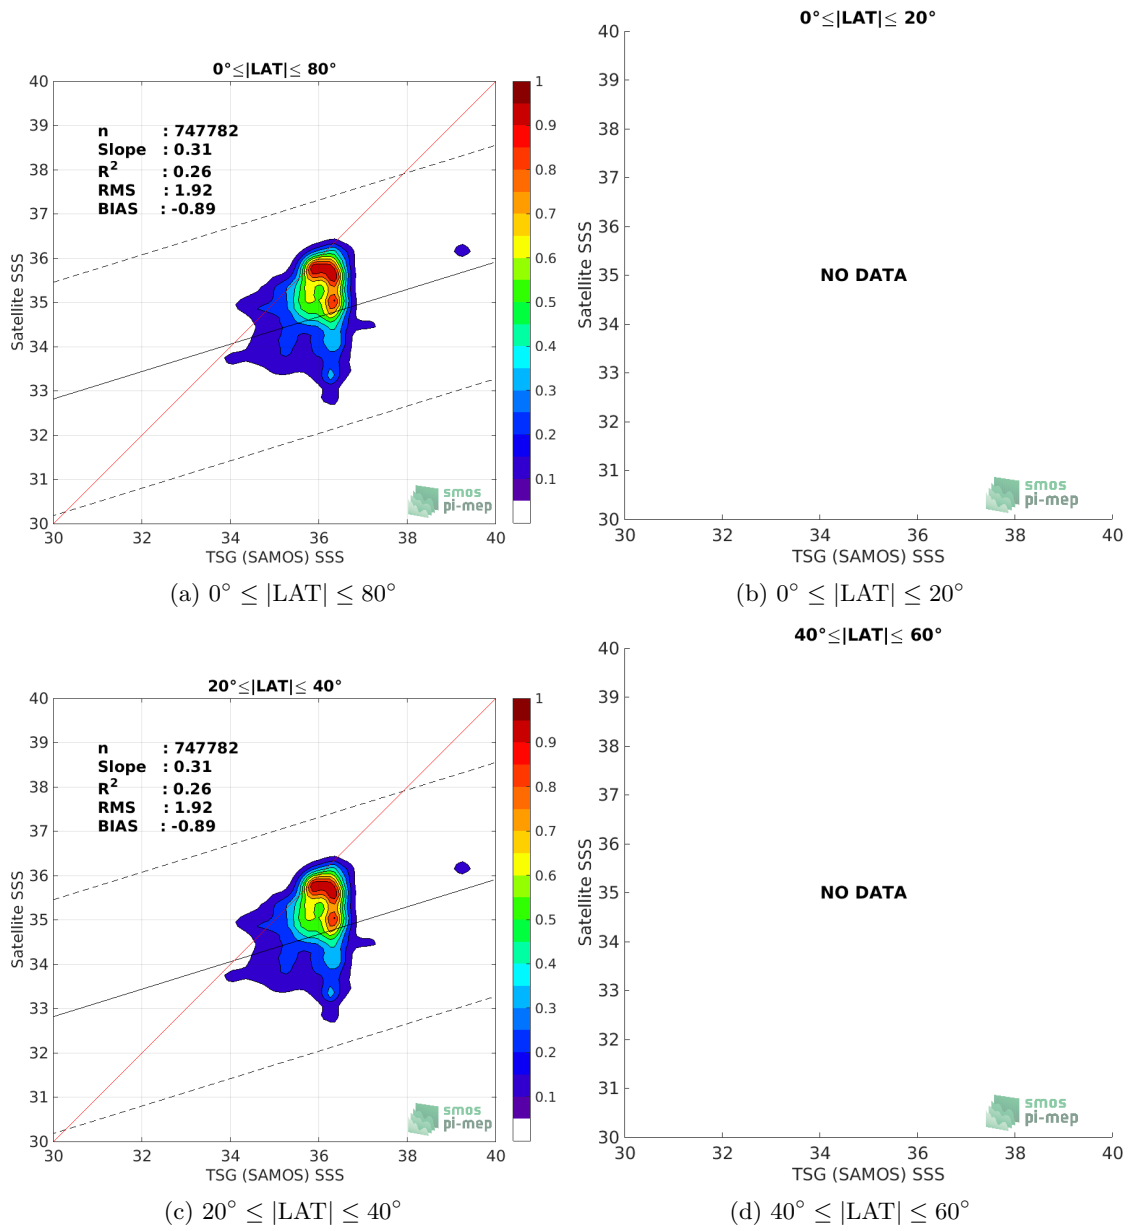 0°≤|LAT|≤ 80°
n : 747782
Slope : 0.31
R² : 0.26
RMS : 1.92
BIAS : -0.89
40
39
38
37
36
35
34
33
32
31
30
Satellite SSS
30 32 34 36 38 40
TSG (SAMOS) SSS
1
0.9
0.8
0.7
0.6
0.5
0.4
0.3
0.2
0.1
smos
pi-mep
(a) 0° ≤ |LAT| ≤ 80°
0°≤|LAT|≤ 20°
40
39
38
37
36
35
34
33
32
31
30
Satellite SSS
NO DATA
smos
pi-mep
30 32 34 36 38 40
TSG (SAMOS) SSS
(b) 0° ≤ |LAT| ≤ 20°
20°≤|LAT|≤ 40°
n : 747782
Slope : 0.31
R² : 0.26
RMS : 1.92
BIAS : -0.89
40
39
38
37
36
35
34
33
32
31
30
Satellite SSS
30 32 34 36 38 40
TSG (SAMOS) SSS
1
0.9
0.8
0.7
0.6
0.5
0.4
0.3
0.2
0.1
smos
pi-mep
(c) 20° ≤ |LAT| ≤ 40°
40°≤|LAT|≤ 60°
40
39
38
37
36
35
34
33
32
31
30
Satellite SSS
NO DATA
smos
pi-mep
30 32 34 36 38 40
TSG (SAMOS) SSS
(d) 40° ≤ |LAT| ≤ 60°